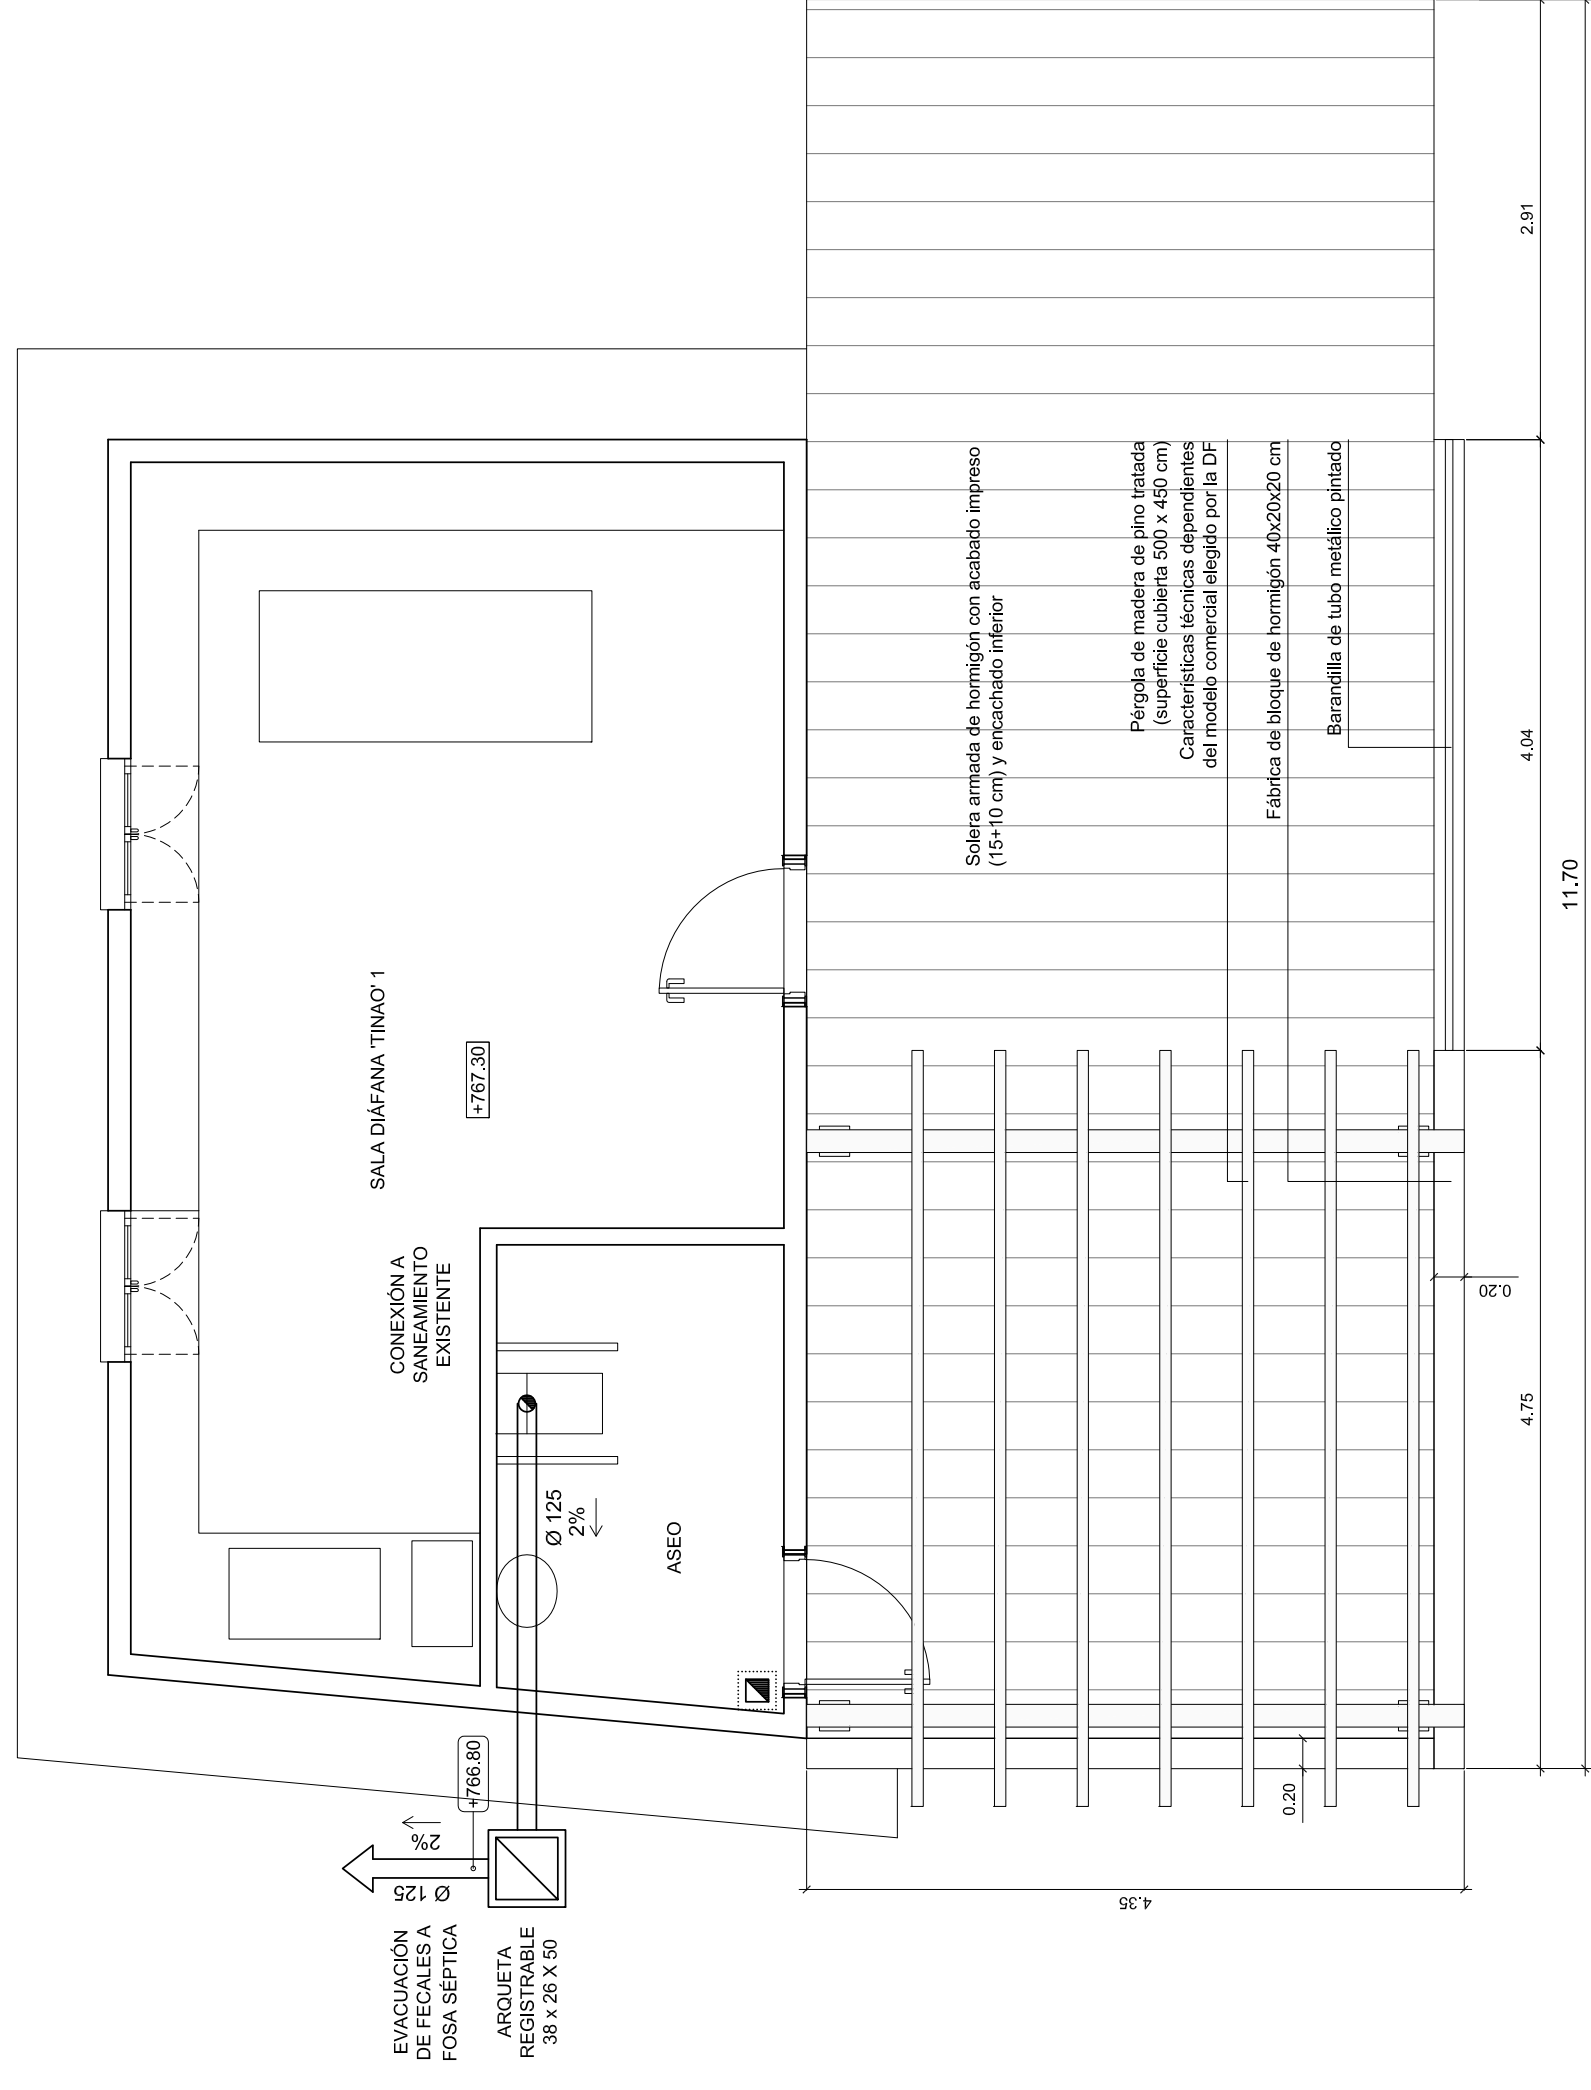 SALA DIÁFANA 'TINAO' 1
+767.30
CONEXIÓN A
SANEAMIENTO
EXISTENTE
Ø 125
2%
ASEO
+766.80
2%
Ø 125
EVACUACIÓN
DE FECALES A
FOSA SÉPTICA
ARQUETA
REGISTRABLE
38 x 26 X 50
Solera armada de hormigón con acabado impreso
(15+10 cm) y encachado inferior
Pérgola de madera de pino tratada
(superficie cubierta 500 x 450 cm)
Características técnicas dependientes
del modelo comercial elegido por la DF
Fábrica de bloque de hormigón 40x20x20 cm
Barandilla de tubo metálico pintado
0.20
0.20
4.35
4.75
4.04
2.91
11.70